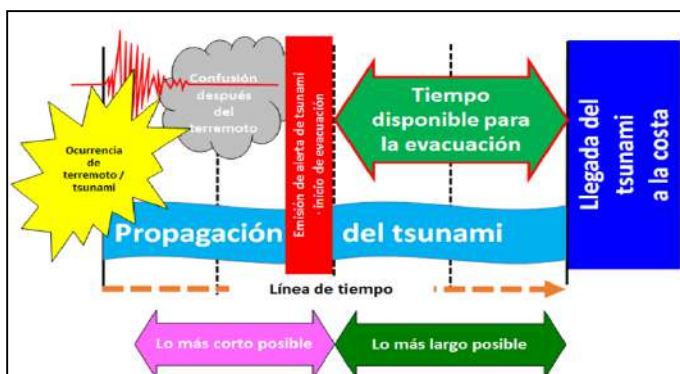 Confusión
después
del
terremoto
Ocurrencia
de
terremoto /
tsunami
Emisión de alerta de tsunami
- inicio de evacuación
Tiempo
disponible para
la evacuación
Llegada del
tsunami
a la costa
Propagación del tsunami
Línea de tiempo
Lo más corto posible
Lo más largo posible